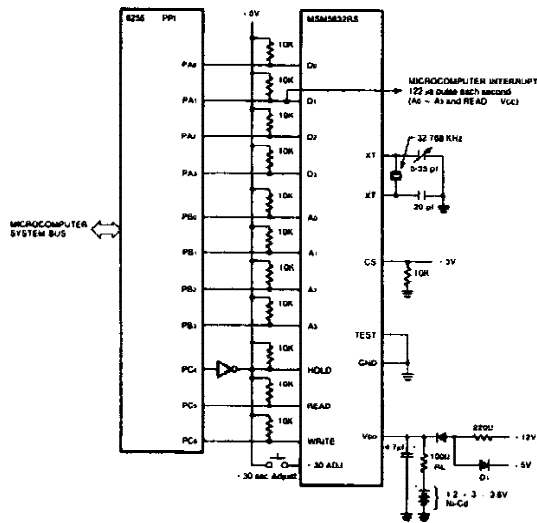 8255 PPI
- 5V
MSM5832RS
10K
PA0
D0
10K
PA1
D1
10K
PA2
D2
10K
PA3
D3
10K
PB0
A0
10K
PB1
A1
10K
PB2
A2
10K
PB3
A3
10K
PC4
HOLD
10K
PC5
READ
10K
PC6
WRITE
- 30 sec Adjust
- 30 ADJ
MICROCOMPUTER
SYSTEM BUS
MICROCOMPUTER INTERRUPT
122 µs pulse each second
(A0 ~ A3 and READ Vcc)
32 768 KHz
XT
5-35 pf
XT
20 pf
CS
- 5V
10K
TEST
GND
VDD
4 7µf
220Ω
- 12V
100Ω
RL
D1
- 5V
1 2 × 3 - 3.6V
Ni-Cd